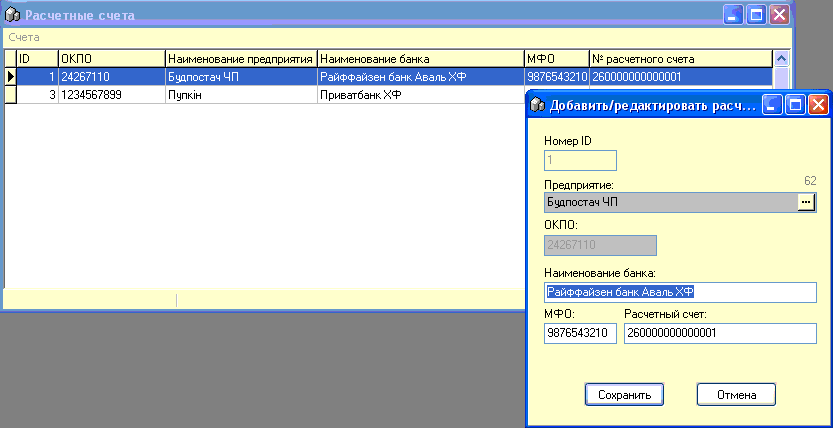 Расчетные счета
Счета
ID ОКПО Наименование предприятия Наименование банка МФО № расчетного счета
1 24267110 Будпостач ЧП Райффайзен банк Аваль ХФ 9876543210 260000000000001
3 1234567899 Пупкін Приватбанк ХФ
Добавить/редактировать расч...
Номер ID
1
62
Предприятие:
Будпостач ЧП ...
ОКПО:
24267110
Наименование банка:
Райффайзен банк Аваль ХФ
МФО: Расчетный счет:
9876543210 260000000000001
Сохранить Отмена